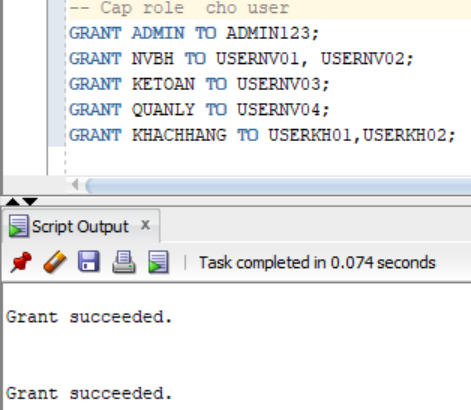 -- Cap role  cho user
GRANT ADMIN TO ADMIN123;
GRANT NVBH TO USERNV01, USERNV02;
GRANT KETOAN TO USERNV03;
GRANT QUANLY TO USERNV04;
GRANT KHACHHANG TO USERKH01,USERKH02;
Script Output x
Task completed in 0.074 seconds
Grant succeeded.
Grant succeeded.